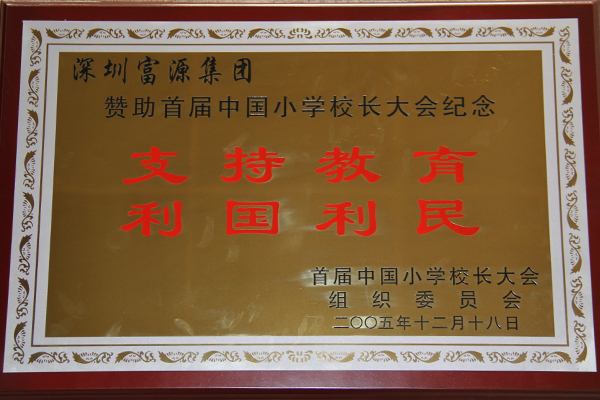 深圳富源集团
赞助首届中国小学校长大会纪念
支持教育
利国利民
首届中国小学校长大会
组织委员会
二〇〇五年十二月十八日